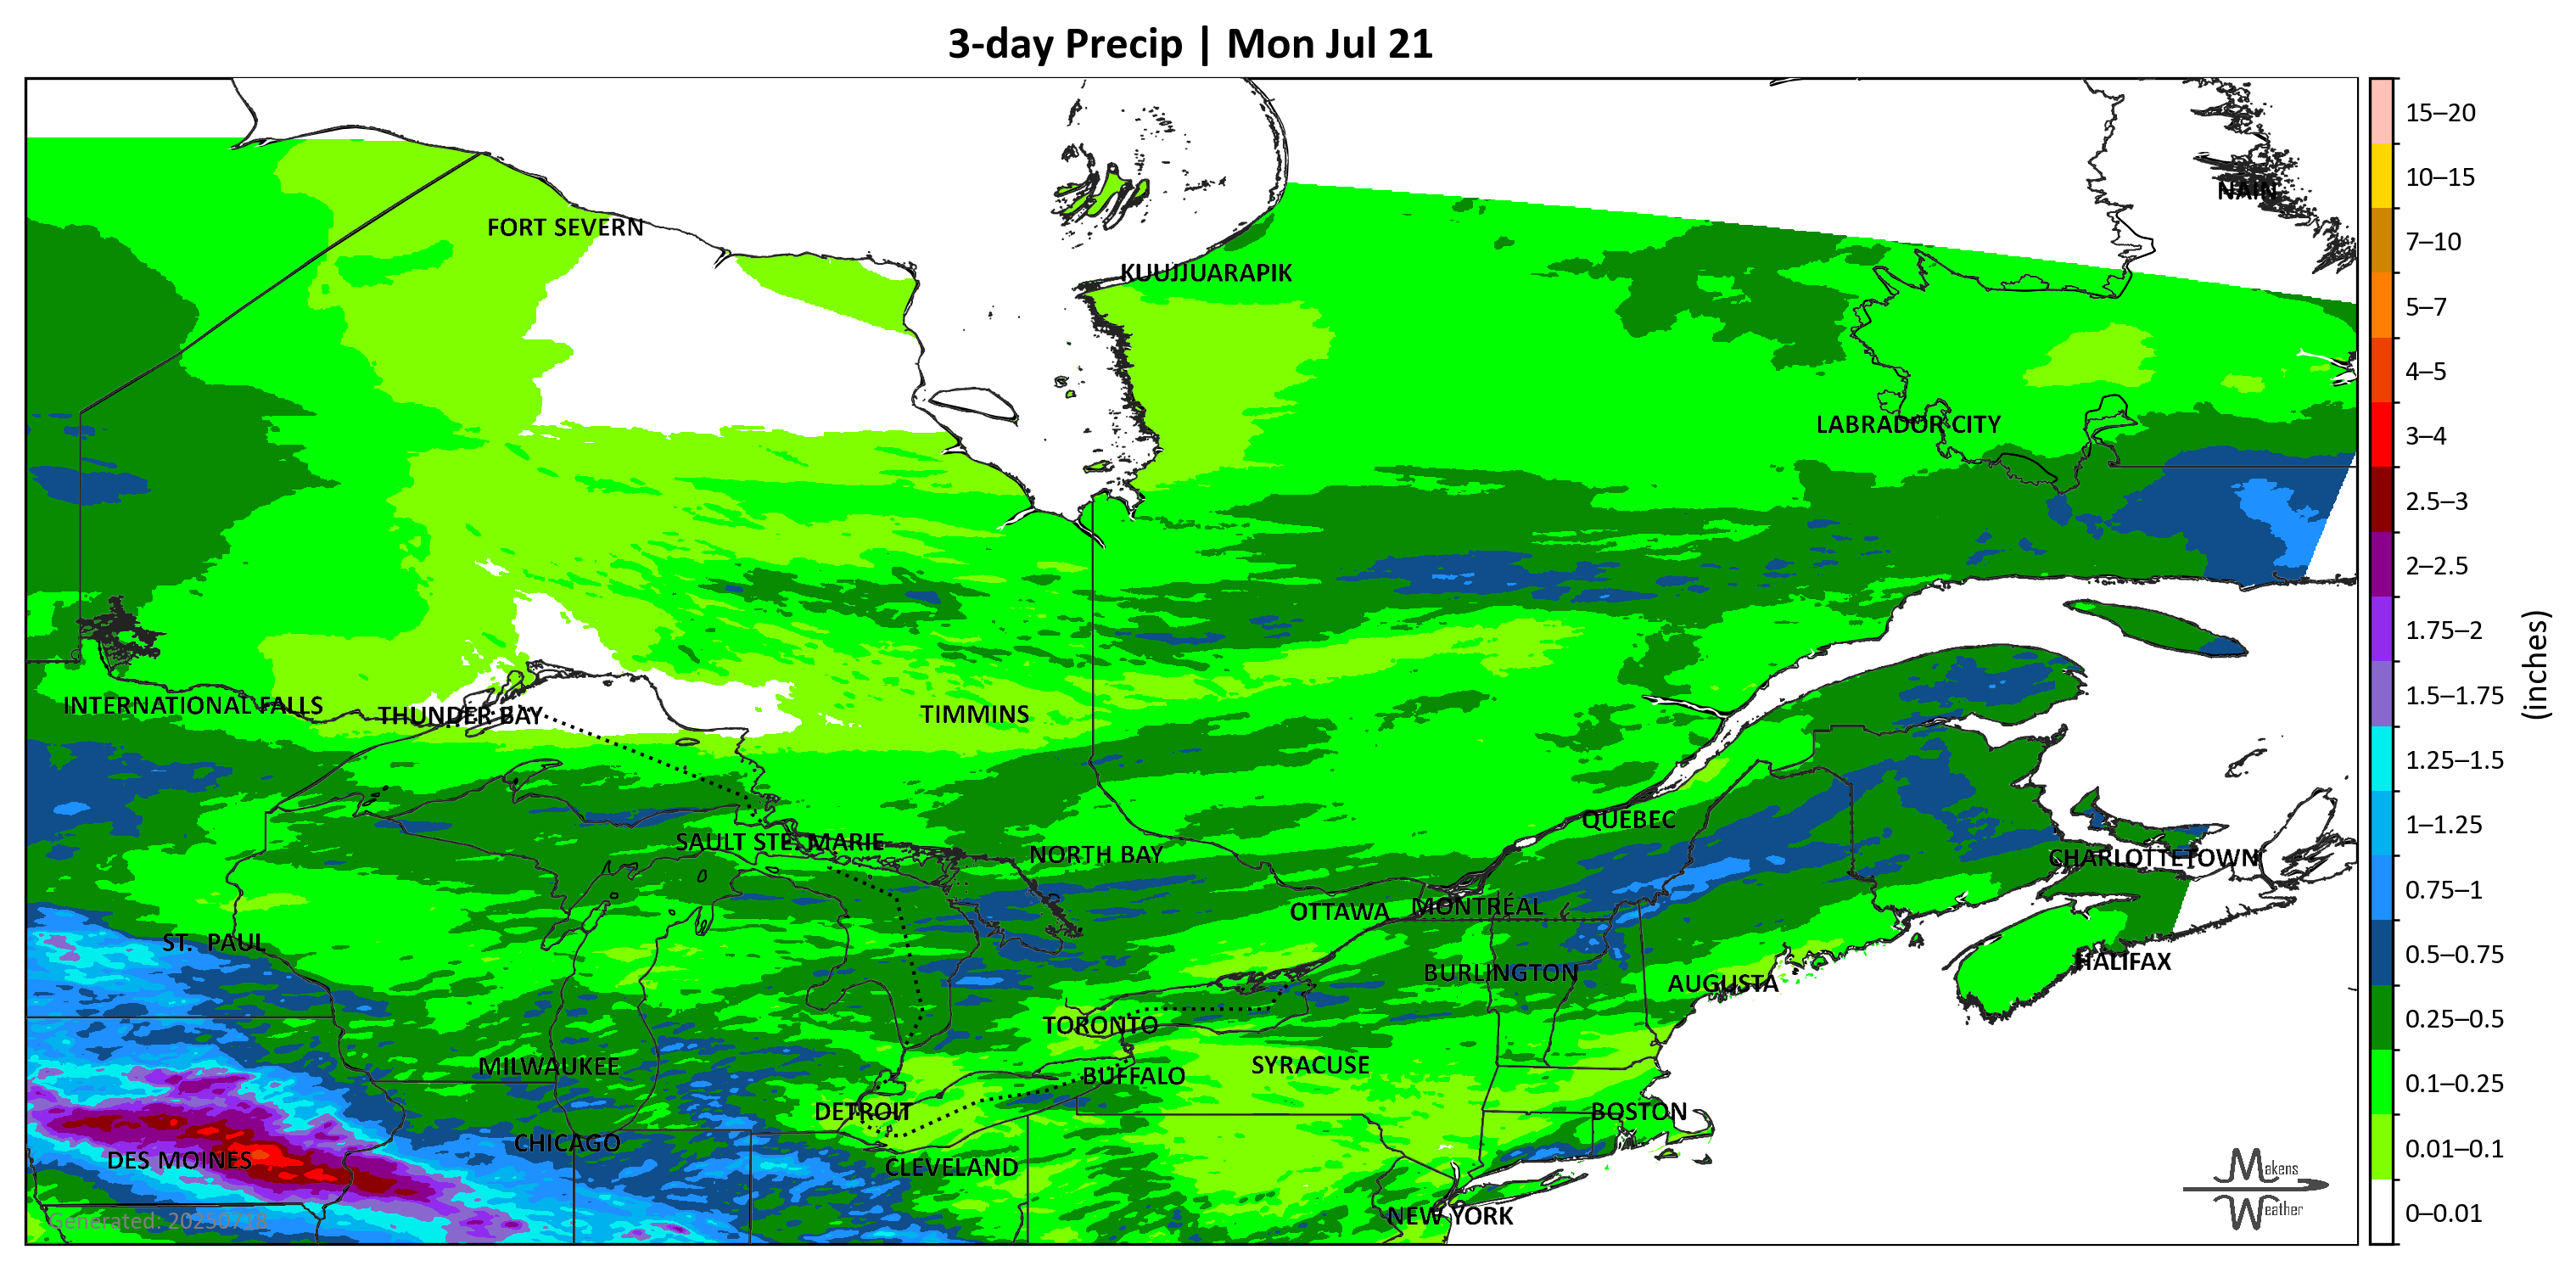 3-day Precip | Mon Jul 21
NAIN
FORT SEVERN
KUUJJUARAPIK
LABRADOR CITY
INTERNATIONAL FALLS
THUNDER BAY
TIMMINS
SAULT STE. MARIE
NORTH BAY
QUÉBEC
CHARLOTTETOWN
OTTAWA
MONTRÉAL
ST. PAUL
HALIFAX
BURLINGTON
AUGUSTA
TORONTO
MILWAUKEE
BUFFALO
SYRACUSE
DETROIT
BOSTON
CHICAGO
DES MOINES
CLEVELAND
NEW YORK
Generated: 20250718
Makens
Weather
15–20
10–15
7–10
5–7
4–5
3–4
2.5–3
2–2.5
1.75–2
1.5–1.75
1.25–1.5
1–1.25
0.75–1
0.5–0.75
0.25–0.5
0.1–0.25
0.01–0.1
0–0.01
(inches)